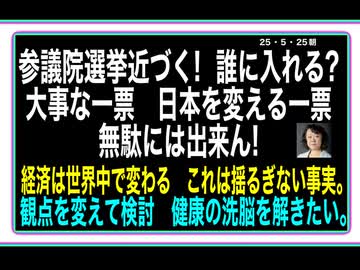 25・5・25朝
参議院選挙近づく! 誰に入れる?
大事な一票 日本を変える一票
無駄には出来ん!
経済は世界中で変わる これは揺るぎない事実。
観点を変えて検討 健康の洗脳を解きたい。